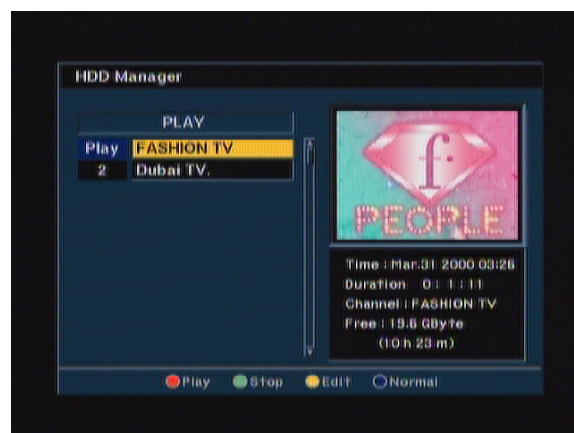 HDD Manager
PLAY
Play FASHION TV
2 Dubai TV.
f
PEOPLE
Time : Mar.31 2000 03:26
Duration 0 : 1 : 11
Channel : FASHION TV
Free : 19.6 GByte
(10 h 23 m)
Play Stop Edit Normal